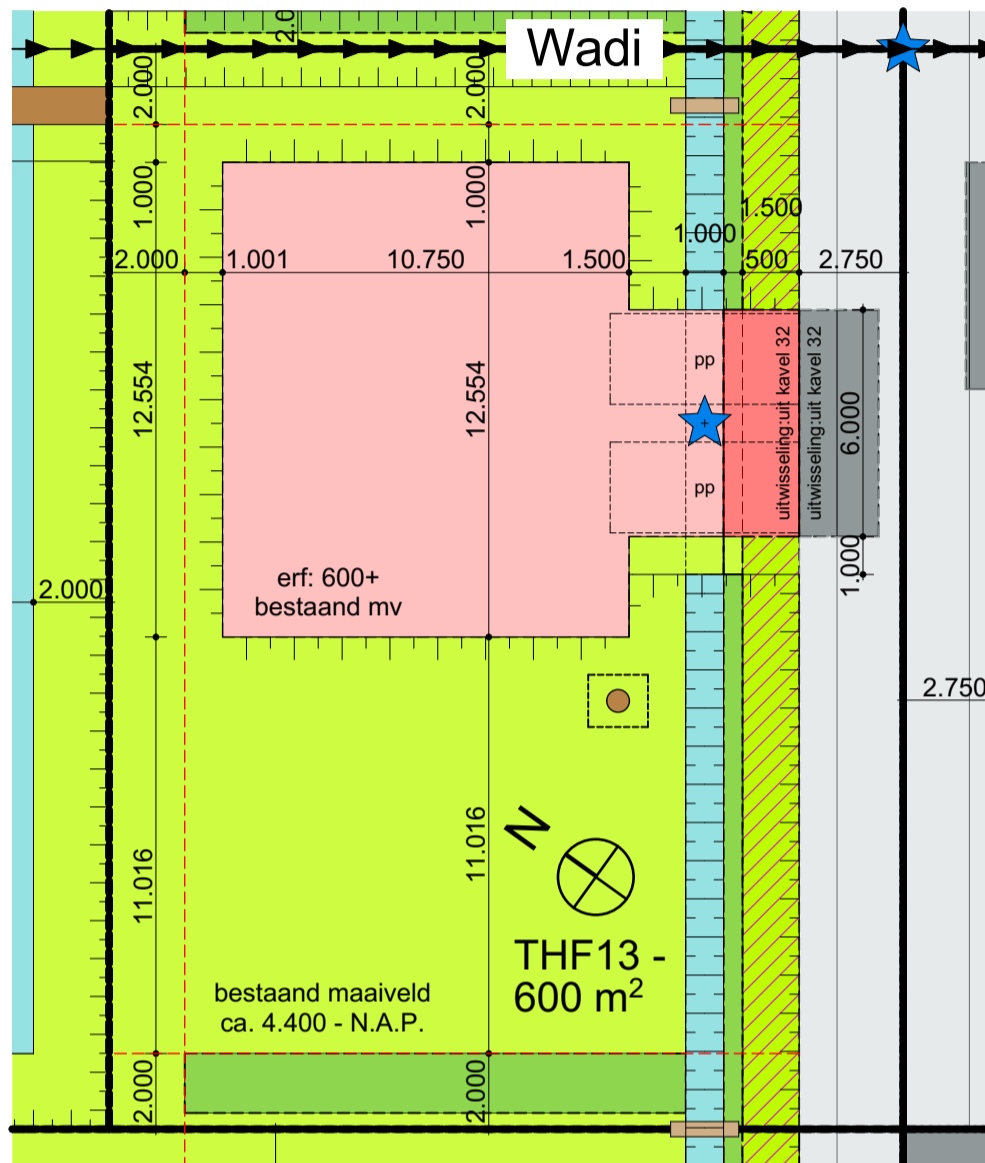 2.0
Wadi
2.000
2.000
1.000
1.000
1.500
1.000
2.000
1.001
10.750
1.500
500
2.750
12.554
12.554
pp
pp
uitwisseling:uit kavel 32
uitwisseling:uit kavel 32
6.000
1.000
erf: 600+
bestaand mv
2.000
2.750
11.016
11.016
N
THF13 -
600 m²
bestaand maaiveld
ca. 4.400 - N.A.P.
2.000
2.000